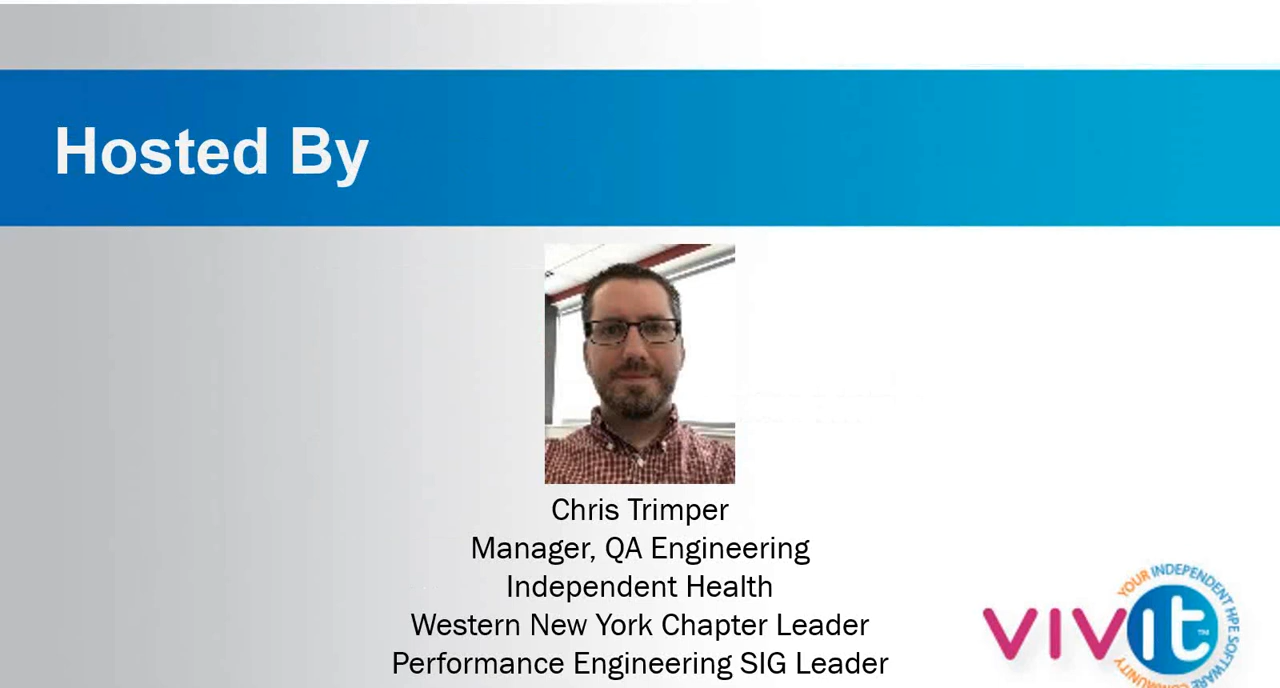 Hosted By
Chris Trimper
Manager, QA Engineering
Independent Health
Western New York Chapter Leader
Performance Engineering SIG Leader
YOUR INDEPENDENT HPE SOFTWARE COMMUNITY
vivit™